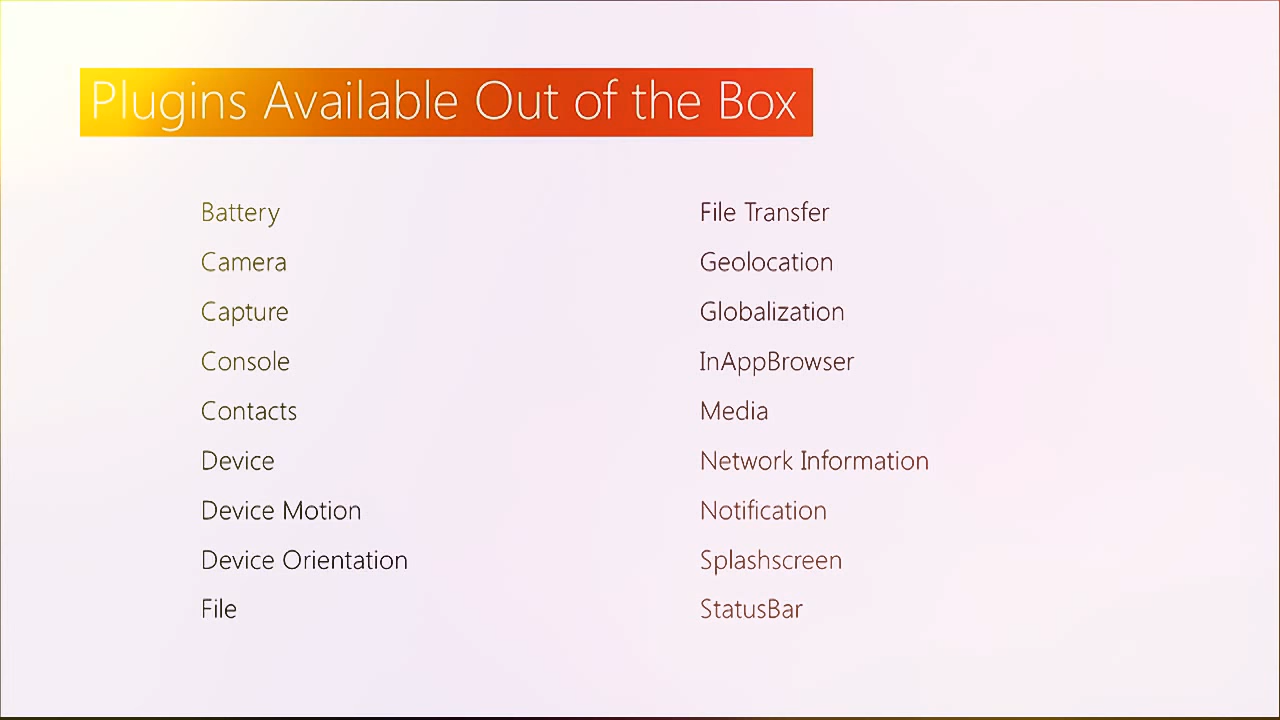 Plugins Available Out of the Box
Battery
Camera
Capture
Console
Contacts
Device
Device Motion
Device Orientation
File
File Transfer
Geolocation
Globalization
InAppBrowser
Media
Network Information
Notification
Splashscreen
StatusBar